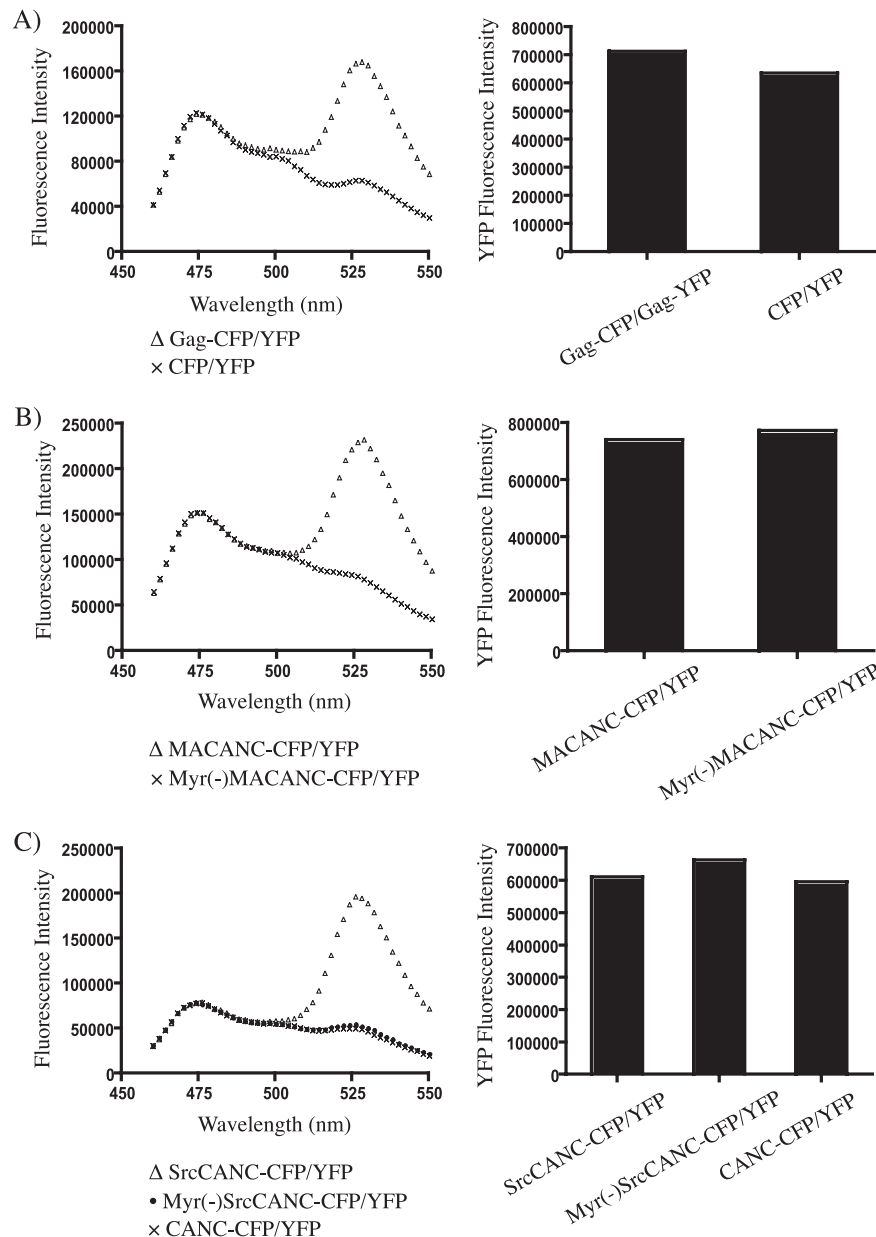 A)
Fluorescence Intensity
200000
160000
120000
80000
40000
0
450 475 500 525 550
Wavelength (nm)
Δ Gag-CFP/YFP
× CFP/YFP
YFP Fluorescence Intensity
800000
700000
600000
500000
400000
300000
200000
100000
0
Gag-CFP/Gag-YFP
CFP/YFP
B)
Fluorescence Intensity
250000
200000
150000
100000
50000
0
450 475 500 525 550
Wavelength (nm)
Δ MACANC-CFP/YFP
× Myr(-)MACANC-CFP/YFP
YFP Fluorescence Intensity
800000
600000
400000
200000
0
MACANC-CFP/YFP
Myr(-)MACANC-CFP/YFP
C)
Fluorescence Intensity
250000
200000
150000
100000
50000
0
450 475 500 525 550
Wavelength (nm)
Δ SrcCANC-CFP/YFP
• Myr(-)SrcCANC-CFP/YFP
× CANC-CFP/YFP
YFP Fluorescence Intensity
700000
600000
500000
400000
300000
200000
100000
0
SrcCANC-CFP/YFP
Myr(-)SrcCANC-CFP/YFP
CANC-CFP/YFP